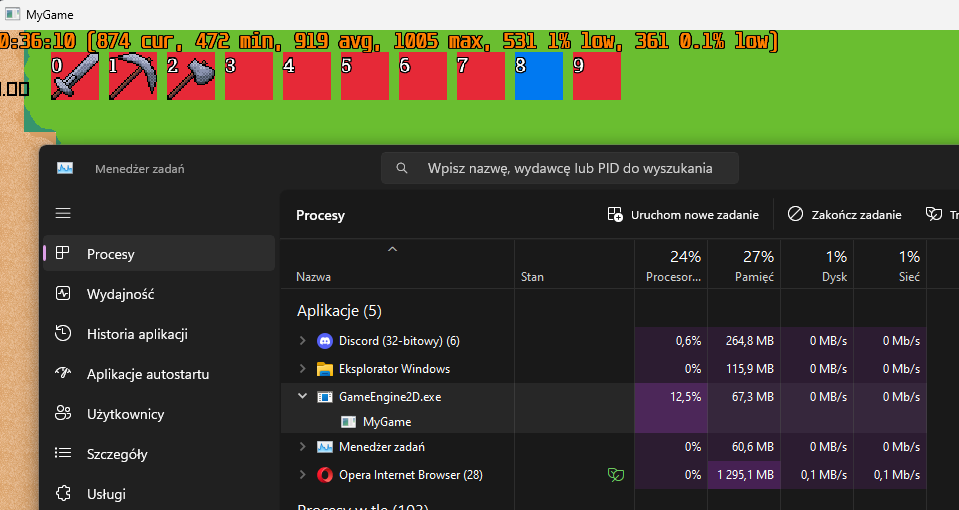 MyGame
0:36:10 (874 cur, 472 min, 919 avg, 1005 max, 531 1% low, 361 0.1% low)
0 1 2 3 4 5 6 7 8 9
.00
Menedżer zadań
Wpisz nazwę, wydawcę lub PID do wyszukania
Procesy
Uruchom nowe zadanie
Zakończ zadanie
Procesy
Wydajność
Historia aplikacji
Aplikacje autostartu
Użytkownicy
Szczegóły
Usługi
24% 27% 1% 1%
Nazwa Stan Procesor... Pamięć Dysk Sieć
Aplikacje (5)
Discord (32-bitowy) (6) 0,6% 264,8 MB 0 MB/s 0 Mb/s
Eksplorator Windows 0% 115,9 MB 0 MB/s 0 Mb/s
GameEngine2D.exe 12,5% 67,3 MB 0 MB/s 0 Mb/s
MyGame
Menedżer zadań 0% 60,6 MB 0 MB/s 0 Mb/s
Opera Internet Browser (28) 0% 1 295,1 MB 0,1 MB/s 0,1 Mb/s
Procesy w tle (102)